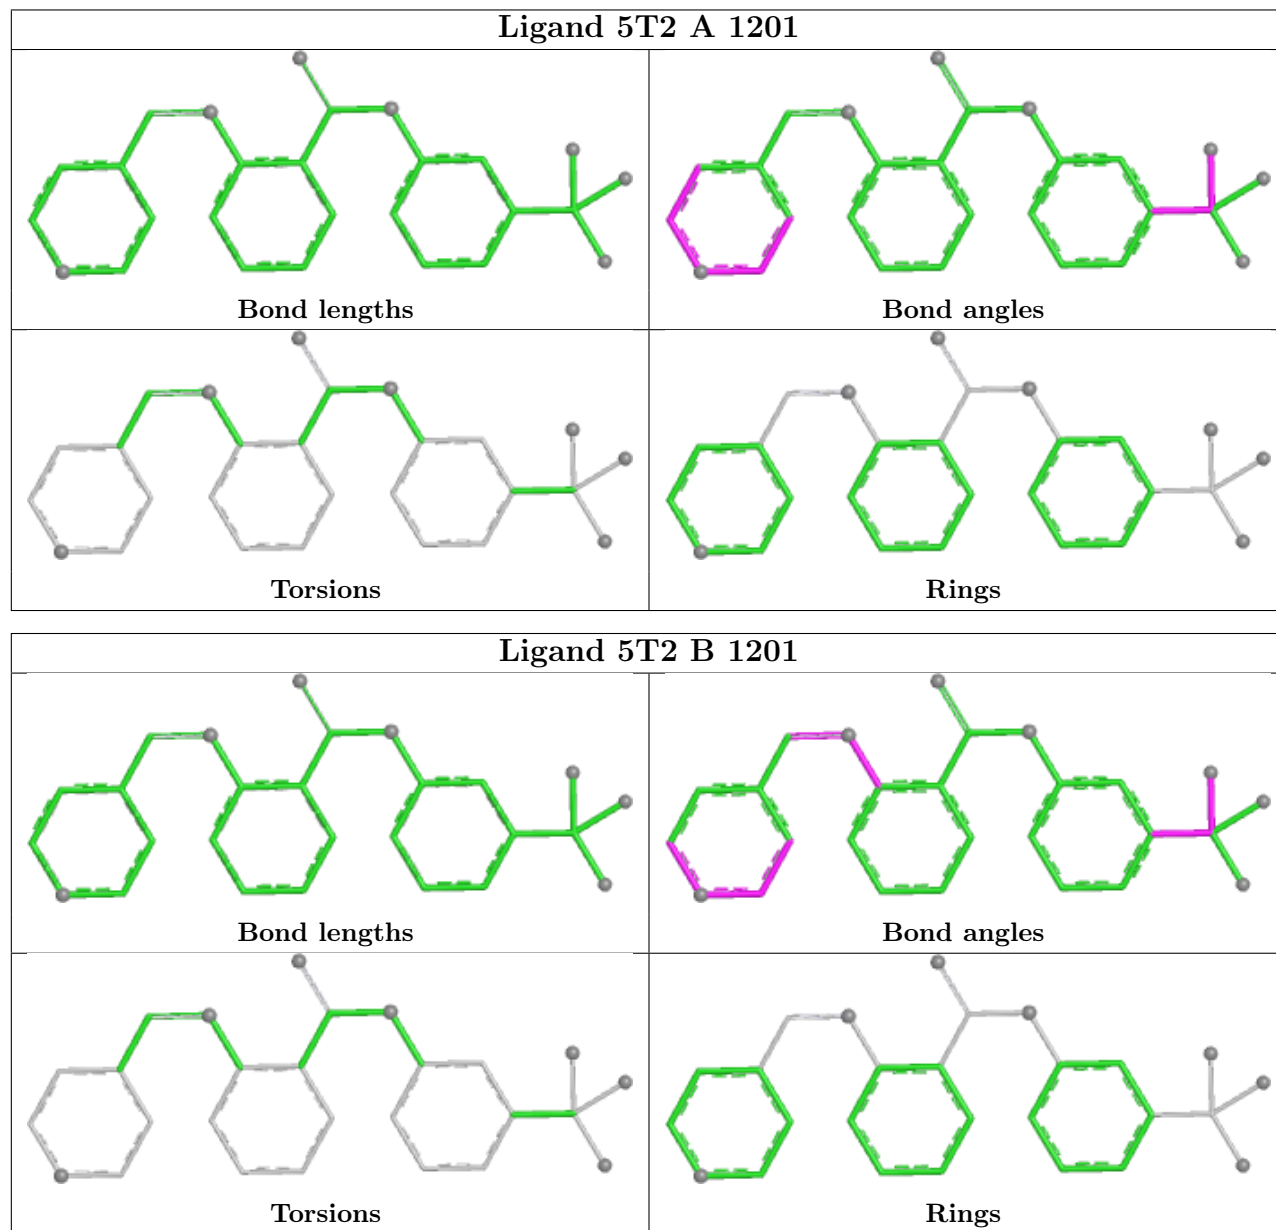 Ligand 5T2 A 1201
Bond lengths
Bond angles
Torsions
Rings
Ligand 5T2 B 1201
Bond lengths
Bond angles
Torsions
Rings